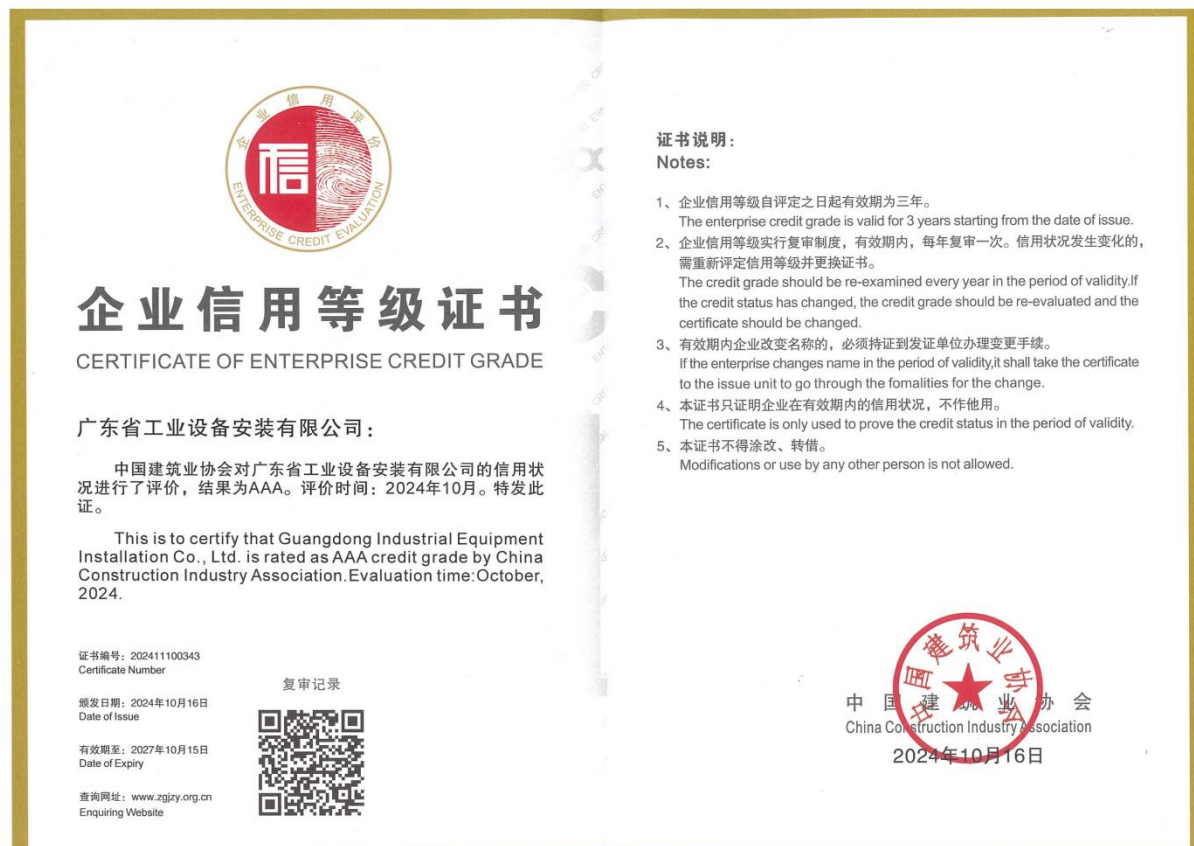 企业信用评价
信
ENTERPRISE CREDIT EVALUATION
企业信用等级证书
CERTIFICATE OF ENTERPRISE CREDIT GRADE
广东省工业设备安装有限公司：
中国建筑业协会对广东省工业设备安装有限公司的信用状
况进行了评价，结果为AAA。评价时间：2024年10月。特发此
证。
This is to certify that Guangdong Industrial Equipment
Installation Co., Ltd. is rated as AAA credit grade by China
Construction Industry Association.Evaluation time:October,
2024.
证书编号：202411100343
Certificate Number
颁发日期：2024年10月16日
Date of Issue
有效期至：2027年10月15日
Date of Expiry
查询网址：www.zgjzy.org.cn
Enquiring Website
复审记录
证书说明：
Notes:
1、企业信用等级自评定之日起有效期为三年。
The enterprise credit grade is valid for 3 years starting from the date of issue.
2、企业信用等级实行复审制度，有效期内，每年复审一次。信用状况发生变化的，
需重新评定信用等级并更换证书。
The credit grade should be re-examined every year in the period of validity.If
the credit status has changed, the credit grade should be re-evaluated and the
certificate should be changed.
3、有效期内企业改变名称的，必须持证到发证单位办理变更手续。
If the enterprise changes name in the period of validity,it shall take the certificate
to the issue unit to go through the fomalities for the change.
4、本证书只证明企业在有效期内的信用状况，不作他用。
The certificate is only used to prove the credit status in the period of validity.
5、本证书不得涂改、转借。
Modifications or use by any other person is not allowed.
中国建筑业协会
中国建筑业协会
China Construction Industry Association
2024年10月16日